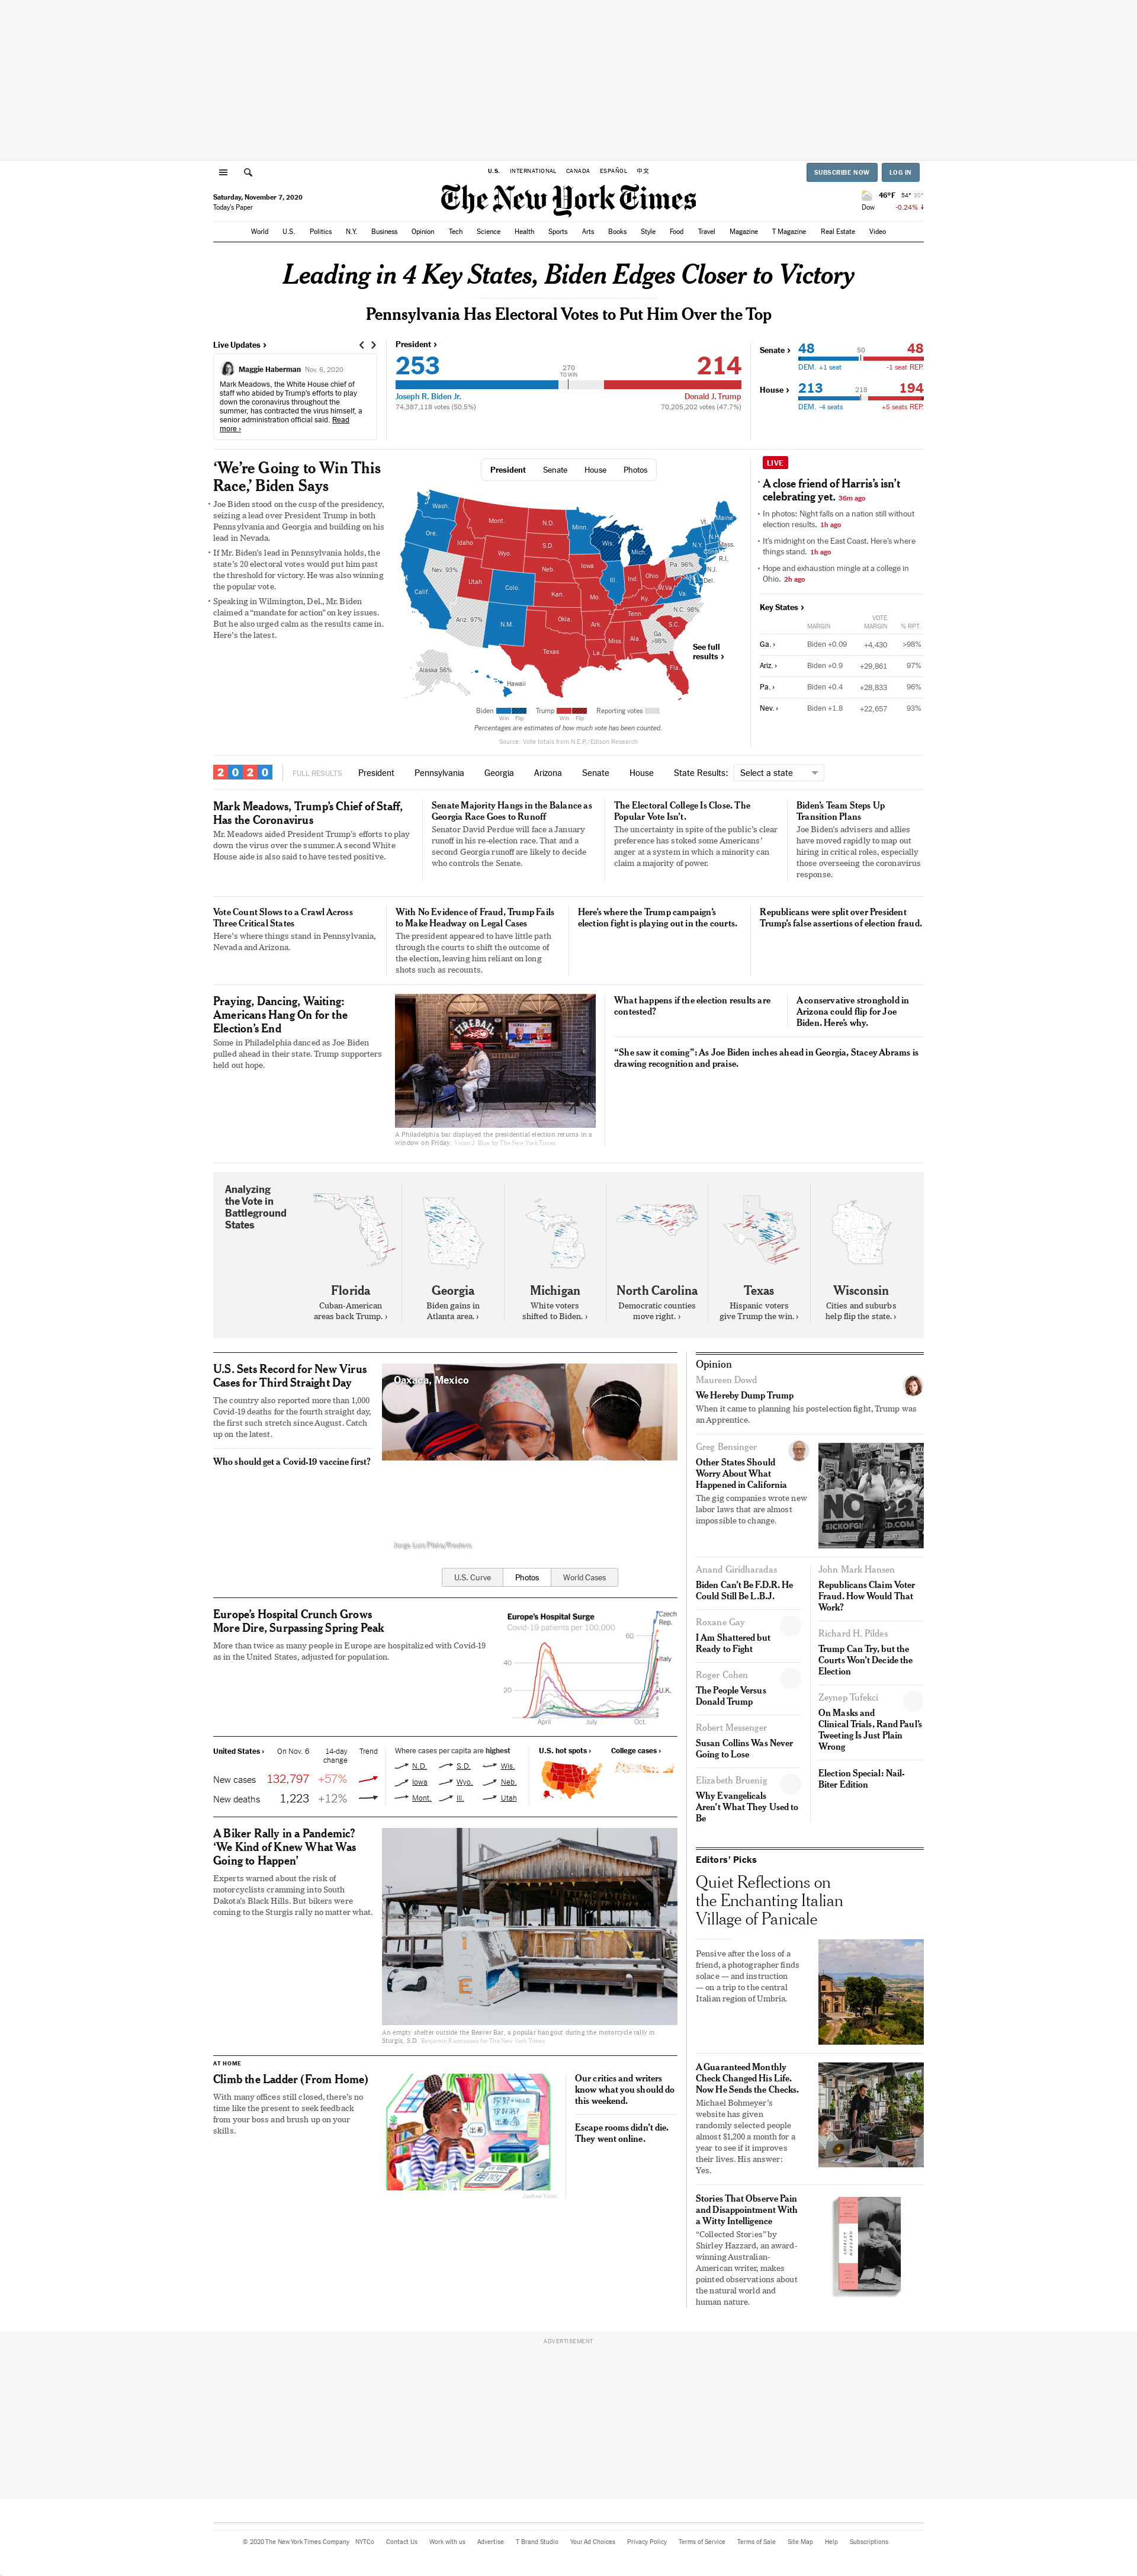 U.S. INTERNATIONAL CANADA ESPAÑOL 中文
SUBSCRIBE NOW LOG IN
Saturday, November 7, 2020
Today's Paper
The New York Times
46°F 54° 39°
Dow -0.24%
World U.S. Politics N.Y. Business Opinion Tech Science Health Sports Arts Books Style Food Travel Magazine T Magazine Real Estate Video
Leading in 4 Key States, Biden Edges Closer to Victory
Pennsylvania Has Electoral Votes to Put Him Over the Top
Live Updates ›
Maggie Haberman Nov. 6, 2020
Mark Meadows, the White House chief of
staff who abided by Trump's efforts to play
down the coronavirus throughout the
summer, has contracted the virus himself, a
senior administration official said. Read
more ›
President ›
253 214
270
TO WIN
Joseph R. Biden Jr. Donald J. Trump
74,387,118 votes (50.5%) 70,205,202 votes (47.7%)
Senate › 48 50 48
DEM. +1 seat -1 seat REP.
House › 213 218 194
DEM. -4 seats +5 seats REP.
‘We’re Going to Win This
Race,’ Biden Says
• Joe Biden stood on the cusp of the presidency,
seizing a lead over President Trump in both
Pennsylvania and Georgia and building on his
lead in Nevada.
• If Mr. Biden’s lead in Pennsylvania holds, the
state’s 20 electoral votes would put him past
the threshold for victory. He was also winning
the popular vote.
• Speaking in Wilmington, Del., Mr. Biden
claimed a “mandate for action” on key issues.
But he also urged calm as the results came in.
Here’s the latest.
President Senate House Photos
Wash.
Mont.
N.D.
Minn.
Vt.
Maine
Ore.
Idaho
S.D.
Wis.
Mich.
N.Y.
N.H.
Mass.
Conn.
R.I.
Wyo.
Nev. 93%
Neb.
Iowa
Pa. 96%
N.J.
Utah
Colo.
Ill.
Ind.
Ohio
Del.
Calif.
Kan.
Mo.
Ky.
W.Va.
Va.
Ariz. 97%
N.M.
Okla.
Ark.
Tenn.
N.C. 98%
S.C.
Texas
La.
Miss.
Ala.
Ga.
>98%
Fla.
Alaska 56%
Hawaii
See full
results ›
Biden Trump Reporting votes
Win Flip Win Flip
Percentages are estimates of how much vote has been counted.
Source: Vote totals from N.E.P./Edison Research
LIVE
• A close friend of Harris’s isn’t
celebrating yet. 36m ago
• In photos: Night falls on a nation still without
election results. 1h ago
• It’s midnight on the East Coast. Here’s where
things stand. 1h ago
• Hope and exhaustion mingle at a college in
Ohio. 2h ago
Key States ›
MARGIN VOTE MARGIN % RPT.
Ga. › Biden +0.09 +4,430 >98%
Ariz. › Biden +0.9 +29,861 97%
Pa. › Biden +0.4 +28,833 96%
Nev. › Biden +1.8 +22,657 93%
2020 FULL RESULTS President Pennsylvania Georgia Arizona Senate House State Results: Select a state
Mark Meadows, Trump’s Chief of Staff,
Has the Coronavirus
Mr. Meadows aided President Trump’s efforts to play
down the virus over the summer. A second White
House aide is also said to have tested positive.
Senate Majority Hangs in the Balance as
Georgia Race Goes to Runoff
Senator David Perdue will face a January
runoff in his re-election race. That and a
second Georgia runoff are likely to decide
who controls the Senate.
The Electoral College Is Close. The
Popular Vote Isn’t.
The uncertainty in spite of the public’s clear
preference has stoked some Americans’
anger at a system in which a minority can
claim a majority of power.
Biden’s Team Steps Up
Transition Plans
Joe Biden’s advisers and allies
have moved rapidly to map out
hiring in critical roles, especially
those overseeing the coronavirus
response.
Vote Count Slows to a Crawl Across
Three Critical States
Here’s where things stand in Pennsylvania,
Nevada and Arizona.
With No Evidence of Fraud, Trump Fails
to Make Headway on Legal Cases
The president appeared to have little path
through the courts to shift the outcome of
the election, leaving him reliant on long
shots such as recounts.
Here’s where the Trump campaign’s
election fight is playing out in the courts.
Republicans were split over President
Trump’s false assertions of election fraud.
Praying, Dancing, Waiting:
Americans Hang On for the
Election’s End
Some in Philadelphia danced as Joe Biden
pulled ahead in their state. Trump supporters
held out hope.
FIREBALL
A Philadelphia bar displayed the presidential election returns in a
window on Friday. Victor J. Blue for The New York Times
What happens if the election results are
contested?
A conservative stronghold in
Arizona could flip for Joe
Biden. Here’s why.
“She saw it coming”: As Joe Biden inches ahead in Georgia, Stacey Abrams is
drawing recognition and praise.
Analyzing
the Vote in
Battleground
States
Florida
Cuban-American
areas back Trump. ›
Georgia
Biden gains in
Atlanta area. ›
Michigan
White voters
shifted to Biden. ›
North Carolina
Democratic counties
move right. ›
Texas
Hispanic voters
give Trump the win. ›
Wisconsin
Cities and suburbs
help flip the state. ›
U.S. Sets Record for New Virus
Cases for Third Straight Day
The country also reported more than 1,000
Covid-19 deaths for the fourth straight day,
the first such stretch since August. Catch
up on the latest.
Who should get a Covid-19 vaccine first?
Oaxaca, Mexico
Jorge Luis Plata/Reuters
U.S. Curve Photos World Cases
Europe’s Hospital Crunch Grows
More Dire, Surpassing Spring Peak
More than twice as many people in Europe are hospitalized with Covid-19
as in the United States, adjusted for population.
Europe’s Hospital Surge
Covid-19 patients per 100,000
Czech
Rep.
60
Italy
40
20
U.K.
April July Oct.
United States › On Nov. 6 14-day change Trend
New cases 132,797 +57%
New deaths 1,223 +12%
Where cases per capita are highest
N.D. S.D. Wis.
Iowa Wyo. Neb.
Mont. Ill. Utah
U.S. hot spots › College cases ›
A Biker Rally in a Pandemic?
‘We Kind of Knew What Was
Going to Happen’
Experts warned about the risk of
motorcyclists cramming into South
Dakota’s Black Hills. But bikers were
coming to the Sturgis rally no matter what.
An empty shelter outside the Beaver Bar, a popular hangout during the motorcycle rally in
Sturgis, S.D. Benjamin Rasmussen for The New York Times
AT HOME
Climb the Ladder (From Home)
With many offices still closed, there’s no
time like the present to seek feedback
from your boss and brush up on your
skills.
Our critics and writers
know what you should do
this weekend.
Escape rooms didn’t die.
They went online.
Opinion
Maureen Dowd
We Hereby Dump Trump
When it came to planning his postelection fight, Trump was
an Apprentice.
Greg Bensinger
Other States Should
Worry About What
Happened in California
The gig companies wrote new
labor laws that are almost
impossible to change.
NO 22
Anand Giridharadas
Biden Can’t Be F.D.R. He
Could Still Be L.B.J.
Roxane Gay
I Am Shattered but
Ready to Fight
Roger Cohen
The People Versus
Donald Trump
Robert Messenger
Susan Collins Was Never
Going to Lose
Elizabeth Bruenig
Why Evangelicals
Aren’t What They Used to
Be
John Mark Hansen
Republicans Claim Voter
Fraud. How Would That
Work?
Richard H. Pildes
Trump Can Try, but the
Courts Won’t Decide the
Election
Zeynep Tufekci
On Masks and
Clinical Trials, Rand Paul’s
Tweeting Is Just Plain
Wrong
Election Special: Nail-
Biter Edition
Editors’ Picks
Quiet Reflections on
the Enchanting Italian
Village of Panicale
Pensive after the loss of a
friend, a photographer finds
solace — and instruction
— on a trip to the central
Italian region of Umbria.
A Guaranteed Monthly
Check Changed His Life.
Now He Sends the Checks.
Michael Bohmeyer’s
website has given
randomly selected people
almost $1,200 a month for a
year to see if it improves
their lives. His answer:
Yes.
Stories That Observe Pain
and Disappointment With
a Witty Intelligence
“Collected Stories” by
Shirley Hazzard, an award-
winning Australian-
American writer, makes
pointed observations about
the natural world and
human nature.
ADVERTISEMENT
© 2020 The New York Times Company NYTCo Contact Us Work with us Advertise T Brand Studio Your Ad Choices Privacy Policy Terms of Service Terms of Sale Site Map Help Subscriptions